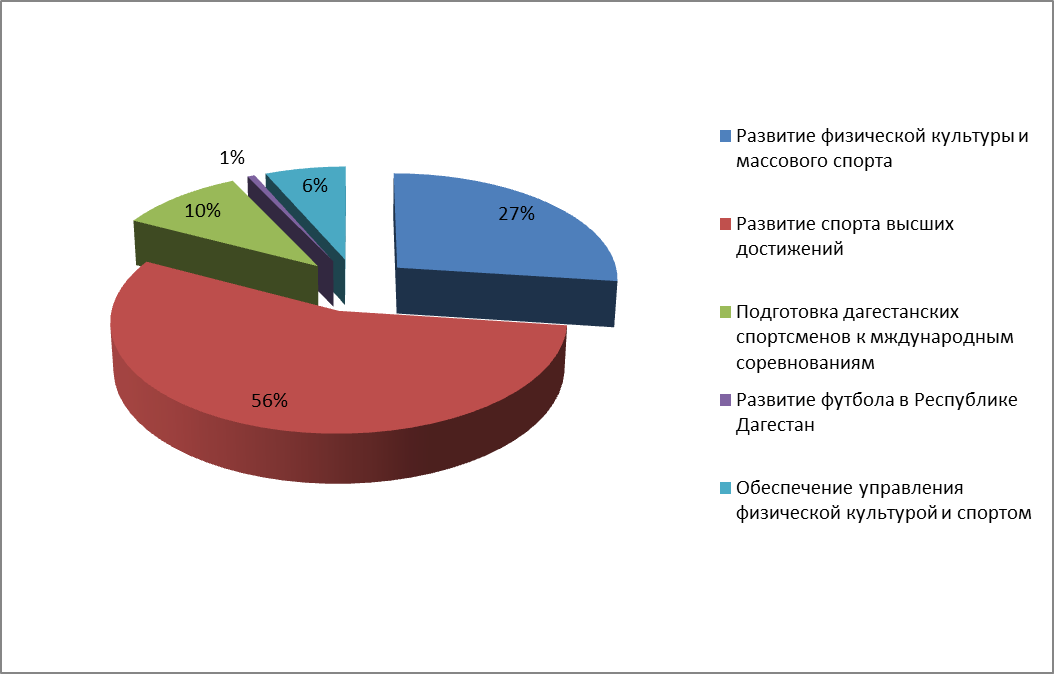 1%
6%
10%
27%
56%
Развитие физической культуры и
массового спорта
Развитие спорта высших
достижений
Подготовка дагестанских
спортсменов к мждународным
соревнованиям
Развитие футбола в Республике
Дагестан
Обеспечение управления
физической культурой и спортом